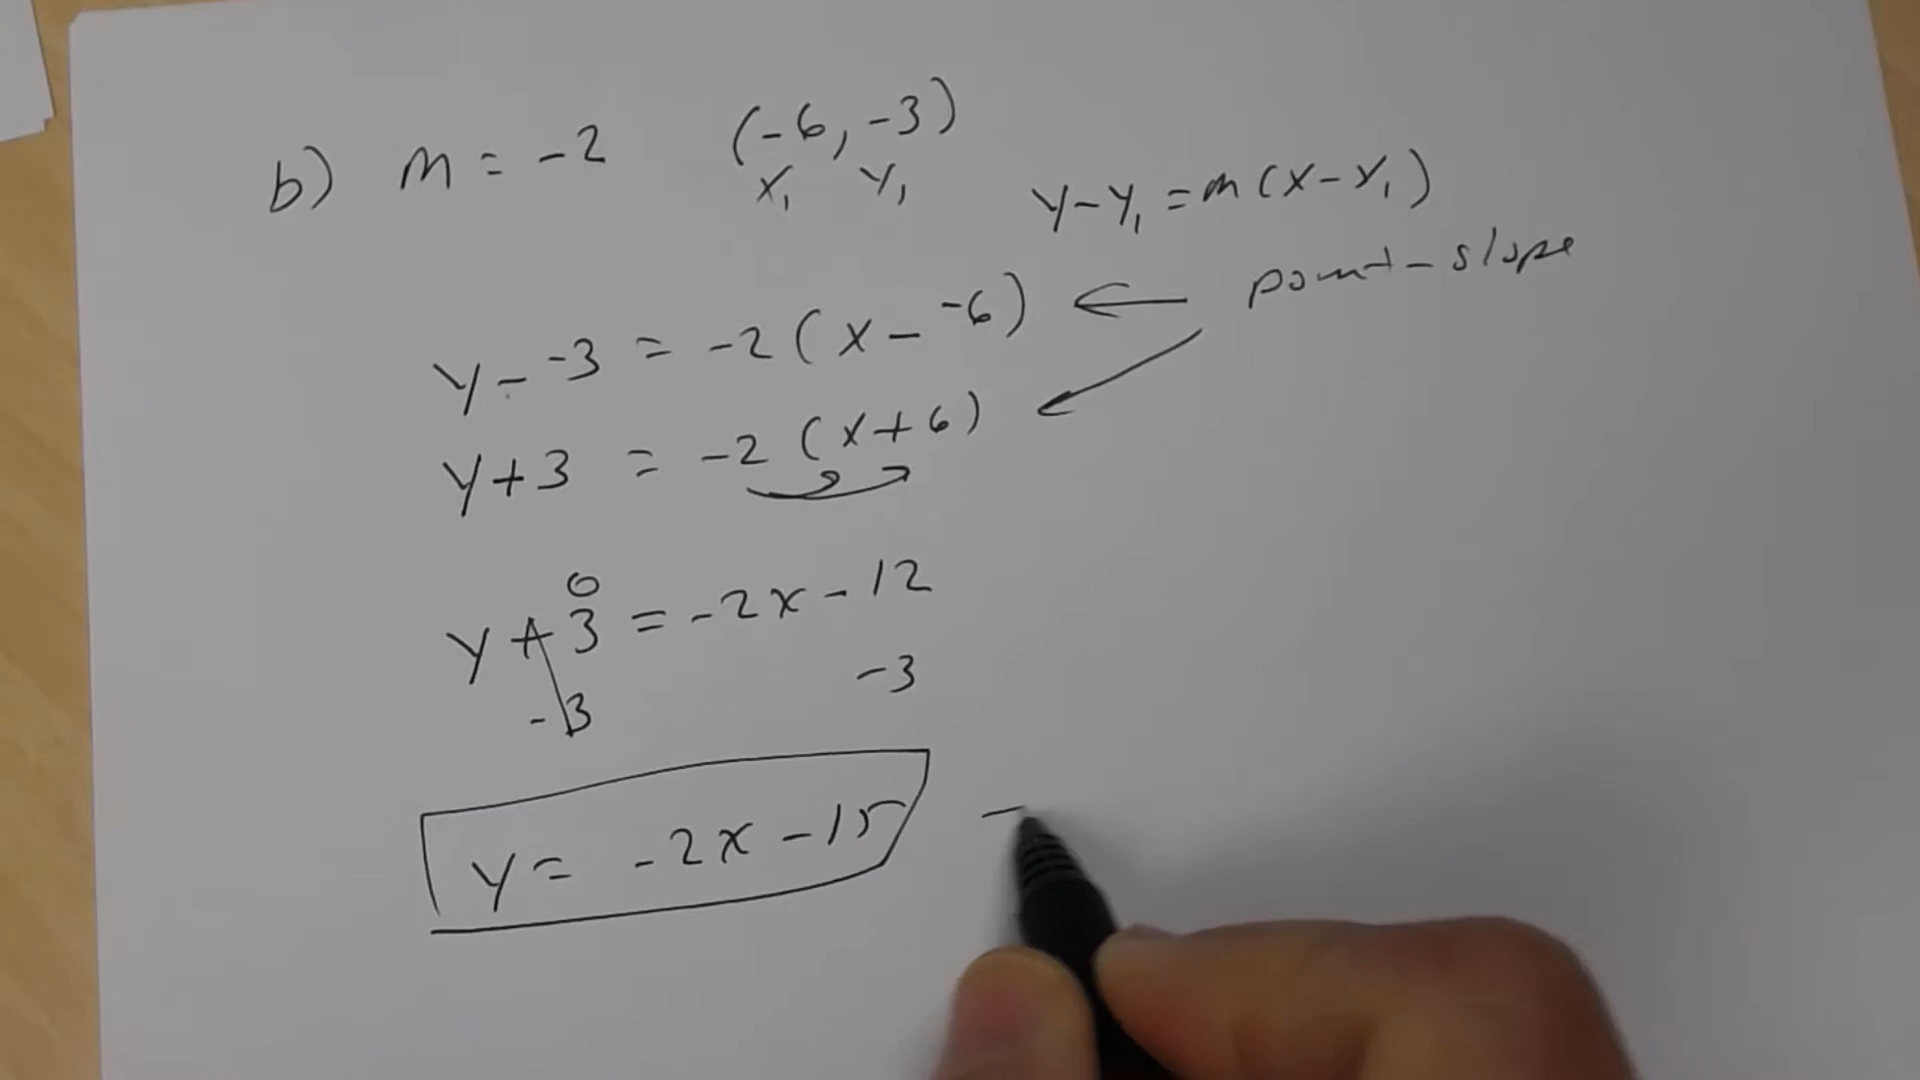 b) m = -2 (-6, -3)
x₁ y₁
y - y₁ = m(x - x₁)
point-slope
y - -3 = -2(x - -6)
y + 3 = -2(x + 6)
0
y + 3 = -2x - 12
-3 -3
y = -2x - 15